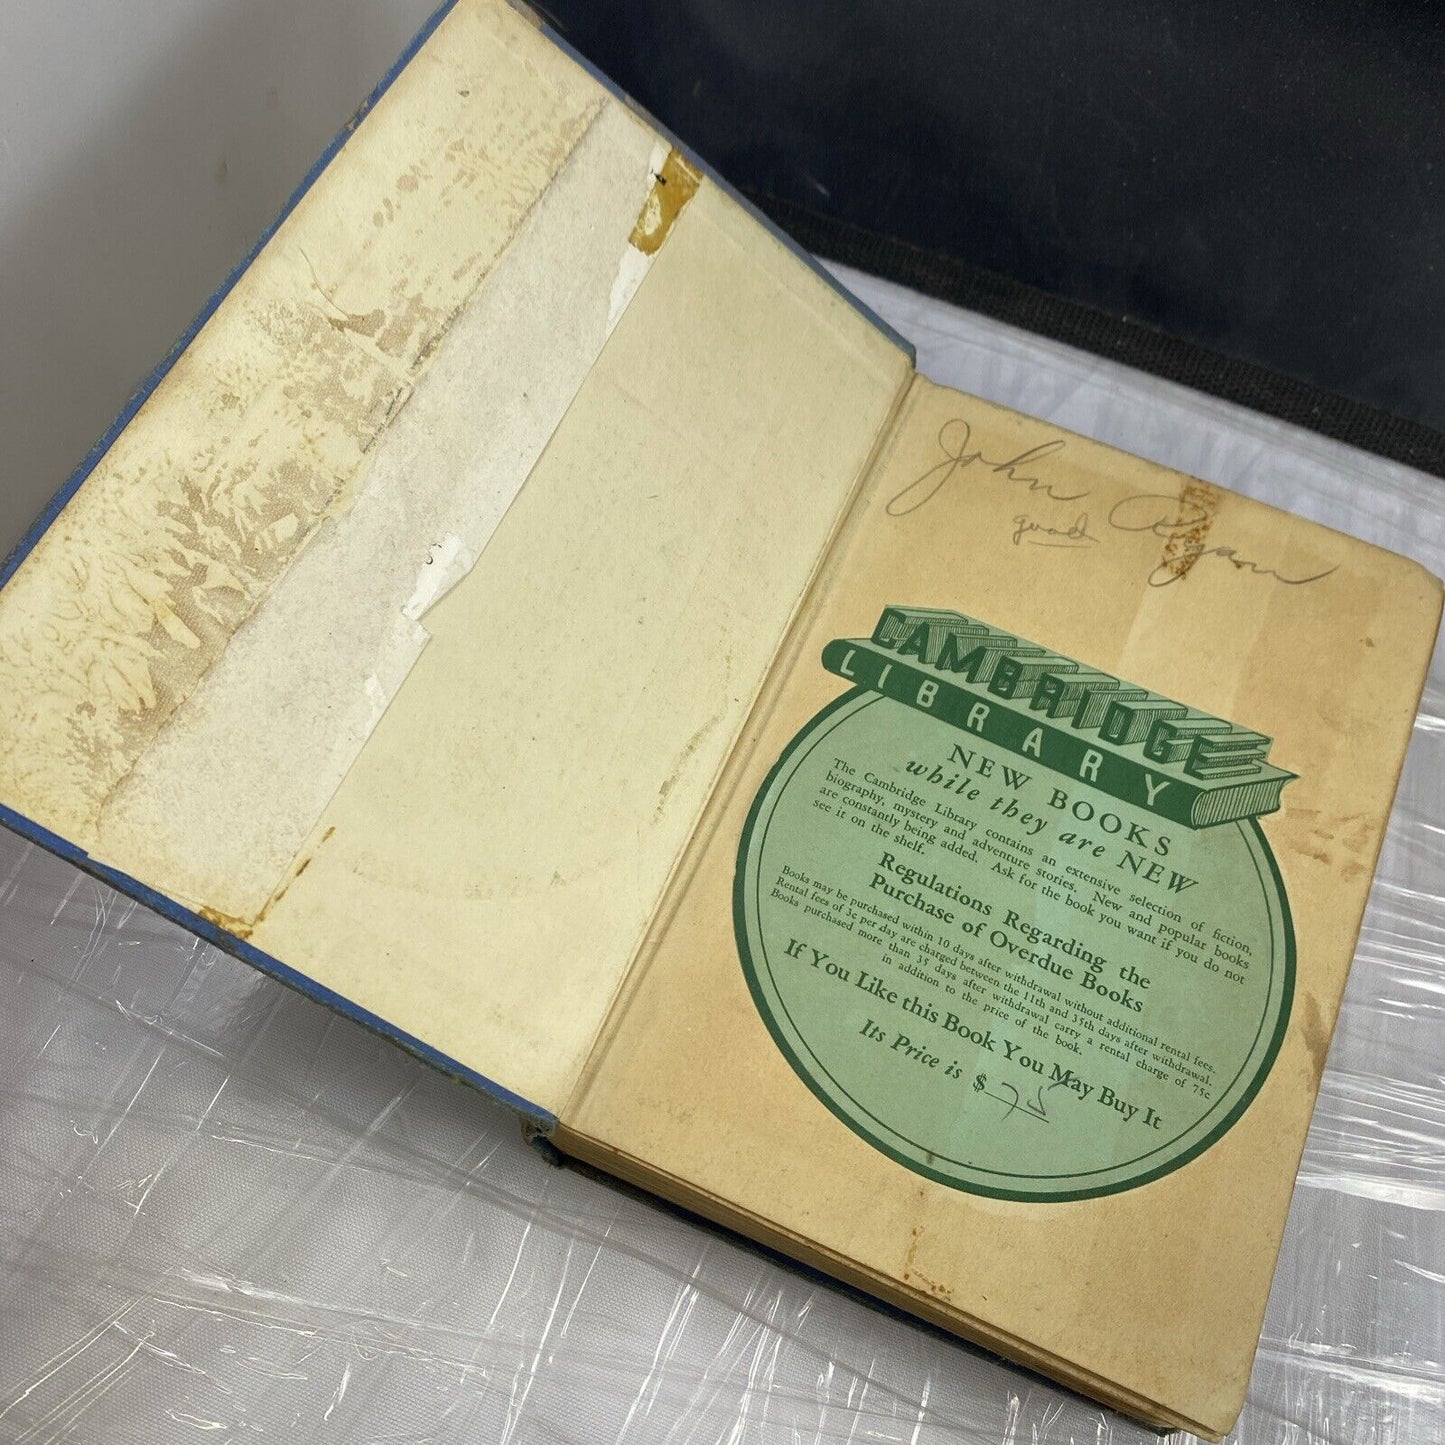 John Ryan
good
CAMBRIDGE
LIBRARY
NEW BOOKS
while they are NEW
The Cambridge Library contains an extensive selection of fiction,
biography, mystery and adventure stories. New and popular books
are constantly being added. Ask for the book you want if you do not
see it on the shelf.
Regulations Regarding the
Purchase of Overdue Books
Books may be purchased within 10 days after withdrawal without additional rental fees.
Rental fees of 3c per day are charged between the 11th and 35th days after withdrawal.
Books purchased more than 35 days after withdrawal carry a rental charge of 75c
in addition to the price of the book.
If You Like this Book You May Buy It
Its Price is $ 75